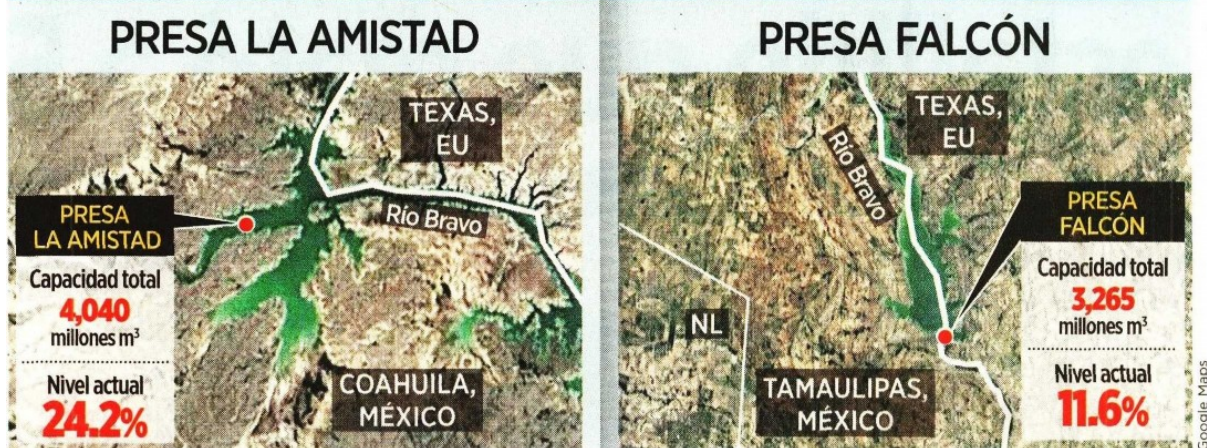 PRESA LA AMISTAD
TEXAS,
EU
Río Bravo
PRESA
LA AMISTAD
Capacidad total
4,040
millones m³
Nivel actual
24.2%
COAHUILA,
MÉXICO
PRESA FALCÓN
TEXAS,
EU
Río Bravo
PRESA
FALCÓN
Capacidad total
3,265
millones m³
Nivel actual
11.6%
NL
TAMAULIPAS,
MÉXICO
Google Maps